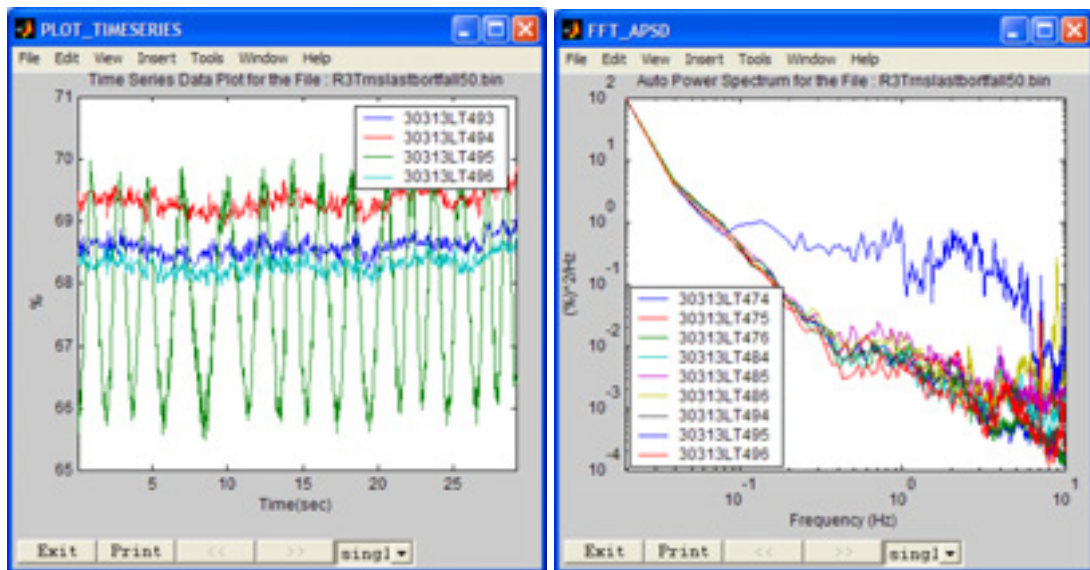 PLOT_TIMESERIES
File Edit View Insert Tools Window Help
Time Series Data Plot for the File : R3Tmslastbortfall50.bin
71
70
69
68
67
66
65
%
30313LT493
30313LT494
30313LT495
30313LT496
5 10 15 20 25
Time(sec)
Exit Print << >> singl
FFT_APSD
File Edit View Insert Tools Window Help
Auto Power Spectrum for the File : R3Tmslastbortfall50.bin
10 2
10 1
10 0
10 -1
10 -2
10 -3
10 -4
(%)^2/Hz
30313LT474
30313LT475
30313LT476
30313LT484
30313LT485
30313LT486
30313LT494
30313LT495
30313LT496
10 -1 10 0 10 1
Frequency (Hz)
Exit Print << >> singl